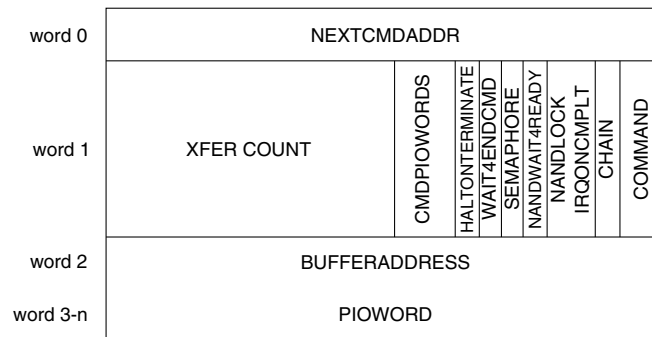 word 0
NEXTCMDADDR
word 1
XFER COUNT
CMDPIOWORDS
HALTONTERMINATE
WAIT4ENDCMD
SEMAPHORE
NANDWAIT4READY
NANDLOCK
IRQONCMPLT
CHAIN
COMMAND
word 2
BUFFERADDRESS
word 3-n
PIOWORD